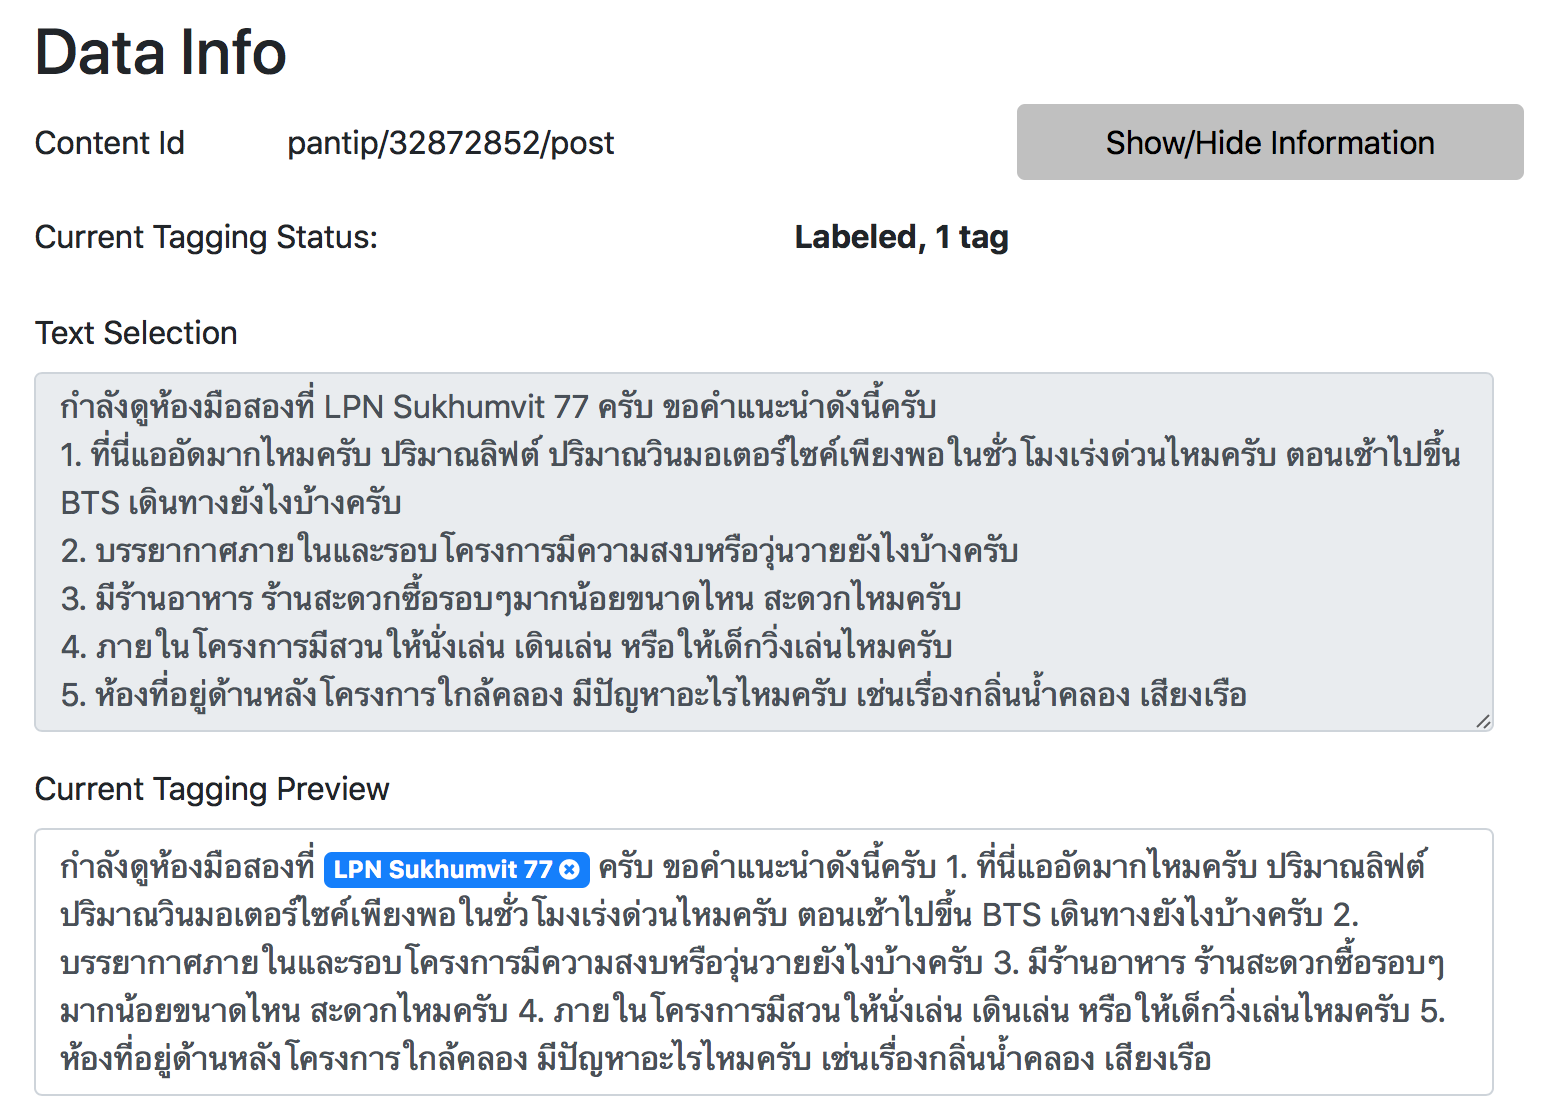 Data Info
Content Id pantip/32872852/post Show/Hide Information
Current Tagging Status: Labeled, 1 tag
Text Selection
กำลังดูห้องมือสองที่ LPN Sukhumvit 77 ครับ ขอคำแนะนำดังนี้ครับ
1. ที่นี่แออัดมากไหมครับ ปริมาณลิฟต์ ปริมาณวินมอเตอร์ไซค์เพียงพอในชั่วโมงเร่งด่วนไหมครับ ตอนเช้าไปขึ้น
BTS เดินทางยังไงบ้างครับ
2. บรรยากาศภายในและรอบโครงการมีความสงบหรือวุ่นวายยังไงบ้างครับ
3. มีร้านอาหาร ร้านสะดวกซื้อรอบๆมากน้อยขนาดไหน สะดวกไหมครับ
4. ภายในโครงการมีสวนให้นั่งเล่น เดินเล่น หรือให้เด็กวิ่งเล่นไหมครับ
5. ห้องที่อยู่ด้านหลังโครงการใกล้คลอง มีปัญหาอะไรไหมครับ เช่นเรื่องกลิ่นน้ำคลอง เสียงเรือ
Current Tagging Preview
กำลังดูห้องมือสองที่ LPN Sukhumvit 77 ครับ ขอคำแนะนำดังนี้ครับ 1. ที่นี่แออัดมากไหมครับ ปริมาณลิฟต์
ปริมาณวินมอเตอร์ไซค์เพียงพอในชั่วโมงเร่งด่วนไหมครับ ตอนเช้าไปขึ้น BTS เดินทางยังไงบ้างครับ 2.
บรรยากาศภายในและรอบโครงการมีความสงบหรือวุ่นวายยังไงบ้างครับ 3. มีร้านอาหาร ร้านสะดวกซื้อรอบๆ
มากน้อยขนาดไหน สะดวกไหมครับ 4. ภายในโครงการมีสวนให้นั่งเล่น เดินเล่น หรือให้เด็กวิ่งเล่นไหมครับ 5.
ห้องที่อยู่ด้านหลังโครงการใกล้คลอง มีปัญหาอะไรไหมครับ เช่นเรื่องกลิ่นน้ำคลอง เสียงเรือ